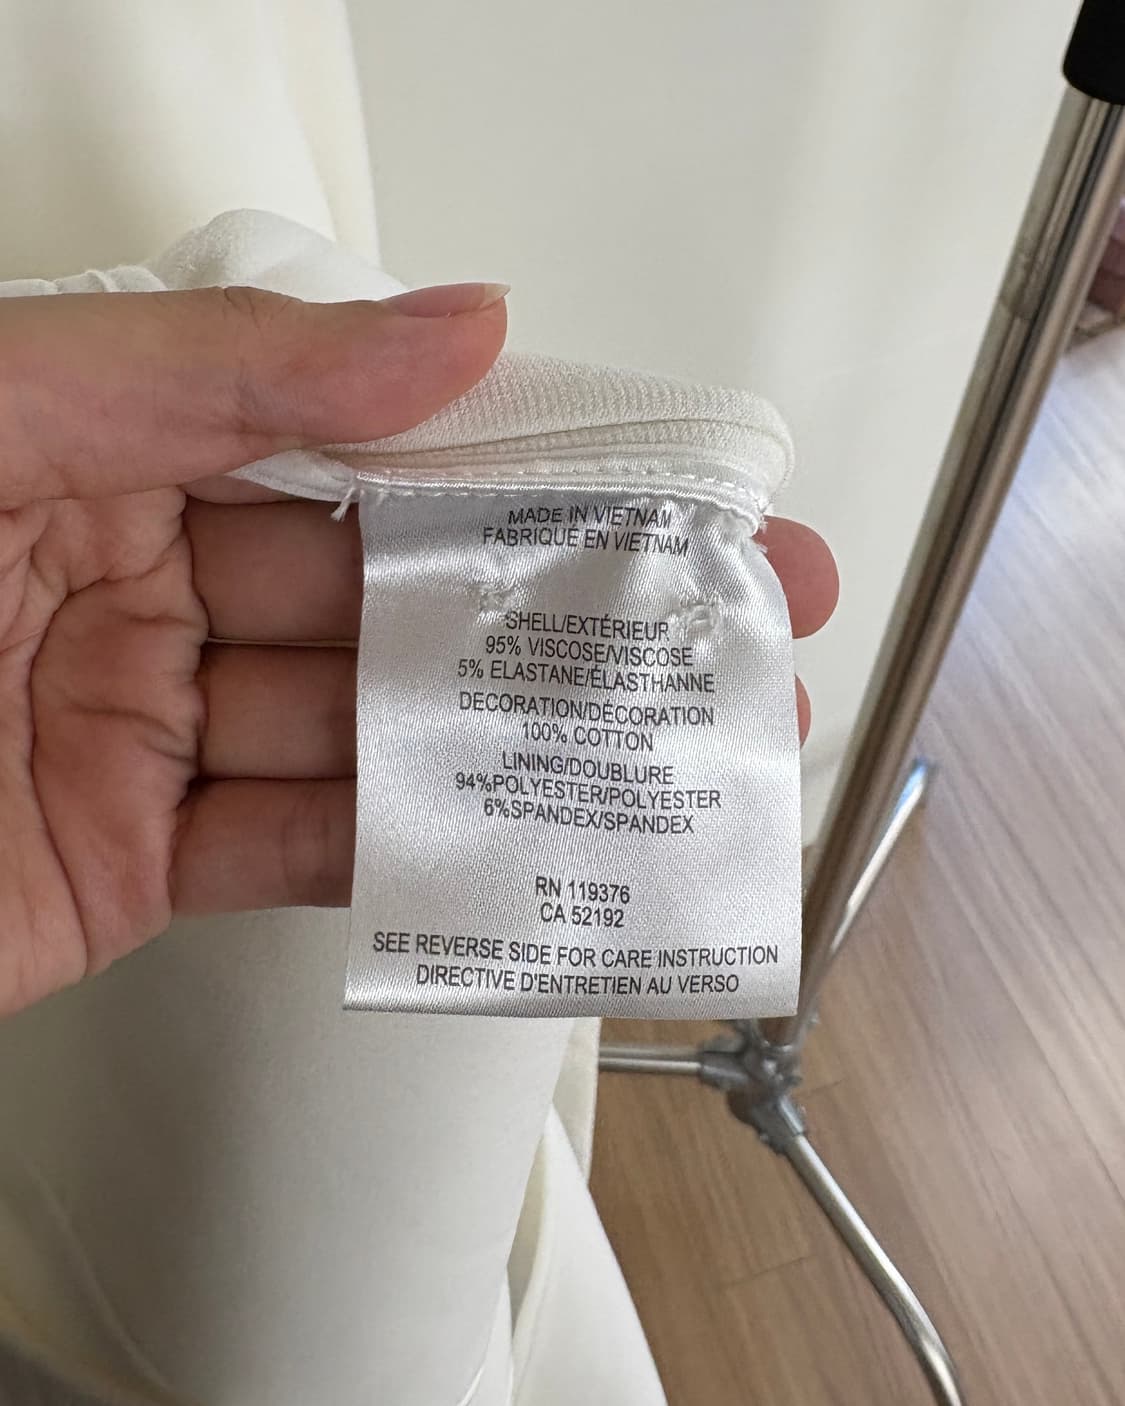 MADE IN VIETNAM
FABRIQUÉ EN VIETNAM
SHELL/EXTÉRIEUR
95% VISCOSE/VISCOSE
5% ELASTANE/ÉLASTHANNE
DECORATION/DÉCORATION
100% COTTON
LINING/DOUBLURE
94%POLYESTER/POLYESTER
6%SPANDEX/SPANDEX
RN 119376
CA 52192
SEE REVERSE SIDE FOR CARE INSTRUCTION
DIRECTIVE D'ENTRETIEN AU VERSO